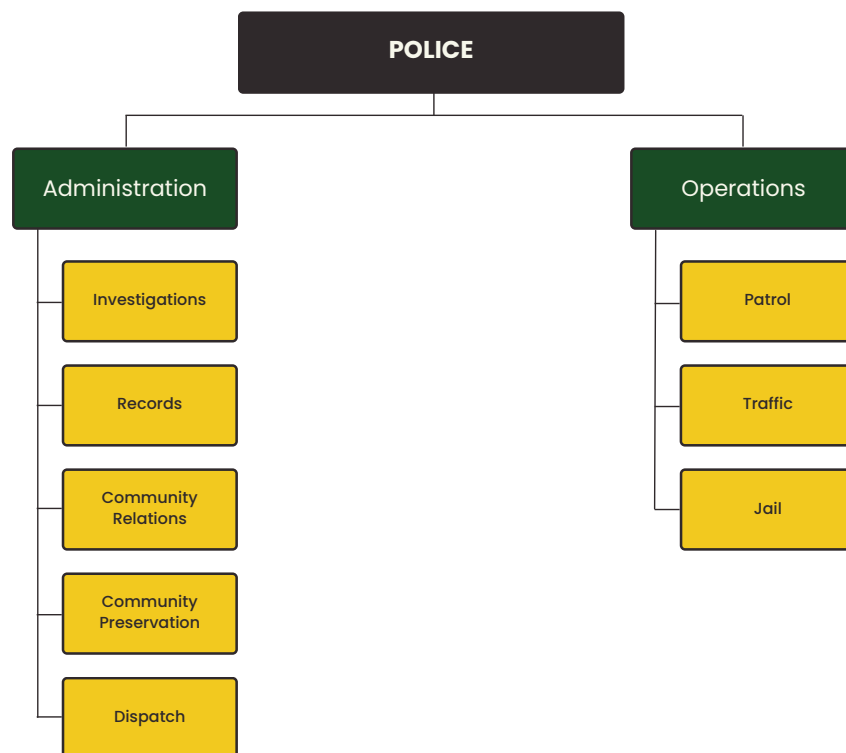 POLICE
Administration
Operations
Investigations
Patrol
Records
Traffic
Community
Relations
Jail
Community
Preservation
Dispatch